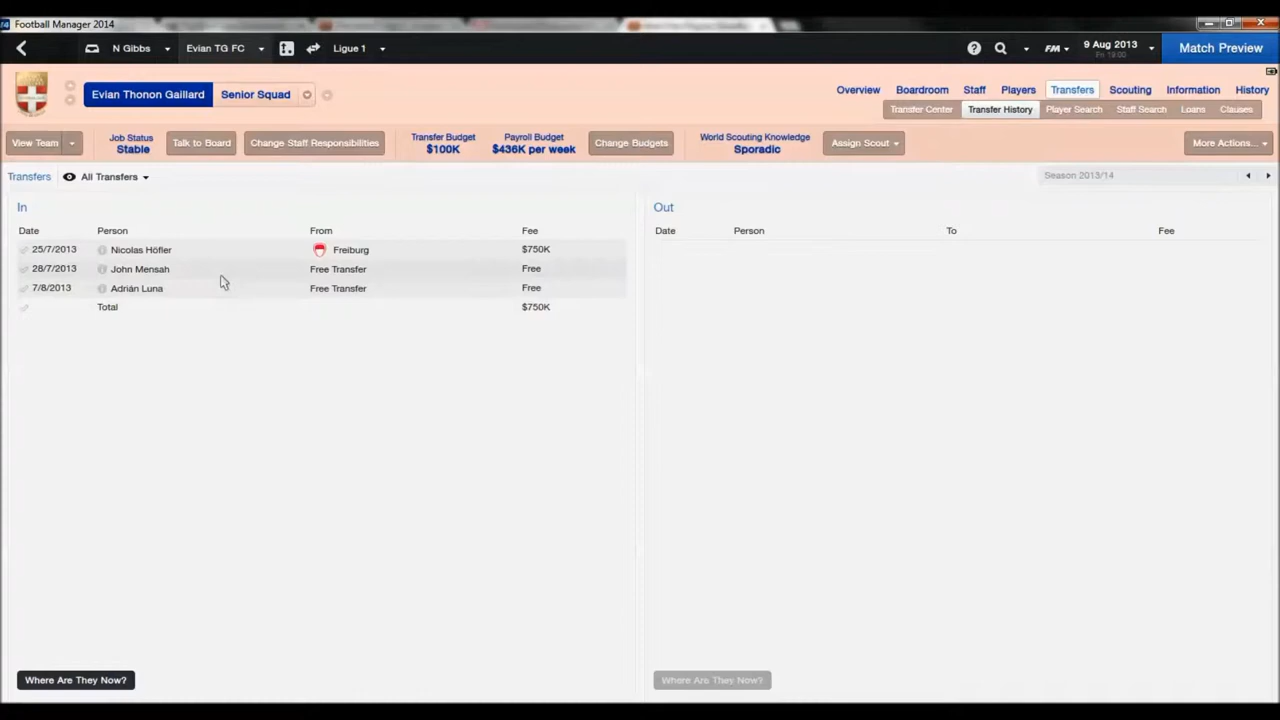 Football Manager 2014
N Gibbs Evian TG FC Ligue 1 FM 9 Aug 2013 Fri 19:00 Match Preview
Evian Thonon Gaillard Senior Squad
Overview Boardroom Staff Players Transfers Scouting Information History
Transfer Center Transfer History Player Search Staff Search Loans Clauses
View Team Job Status Stable Talk to Board Change Staff Responsibilities Transfer Budget $100K Payroll Budget $436K per week Change Budgets World Scouting Knowledge Sporadic Assign Scout More Actions...
Transfers All Transfers Season 2013/14
In
Date Person From Fee
25/7/2013 Nicolas Höfler Freiburg $750K
28/7/2013 John Mensah Free Transfer Free
7/8/2013 Adrián Luna Free Transfer Free
Total $750K
Where Are They Now?
Out
Date Person To Fee
Where Are They Now?